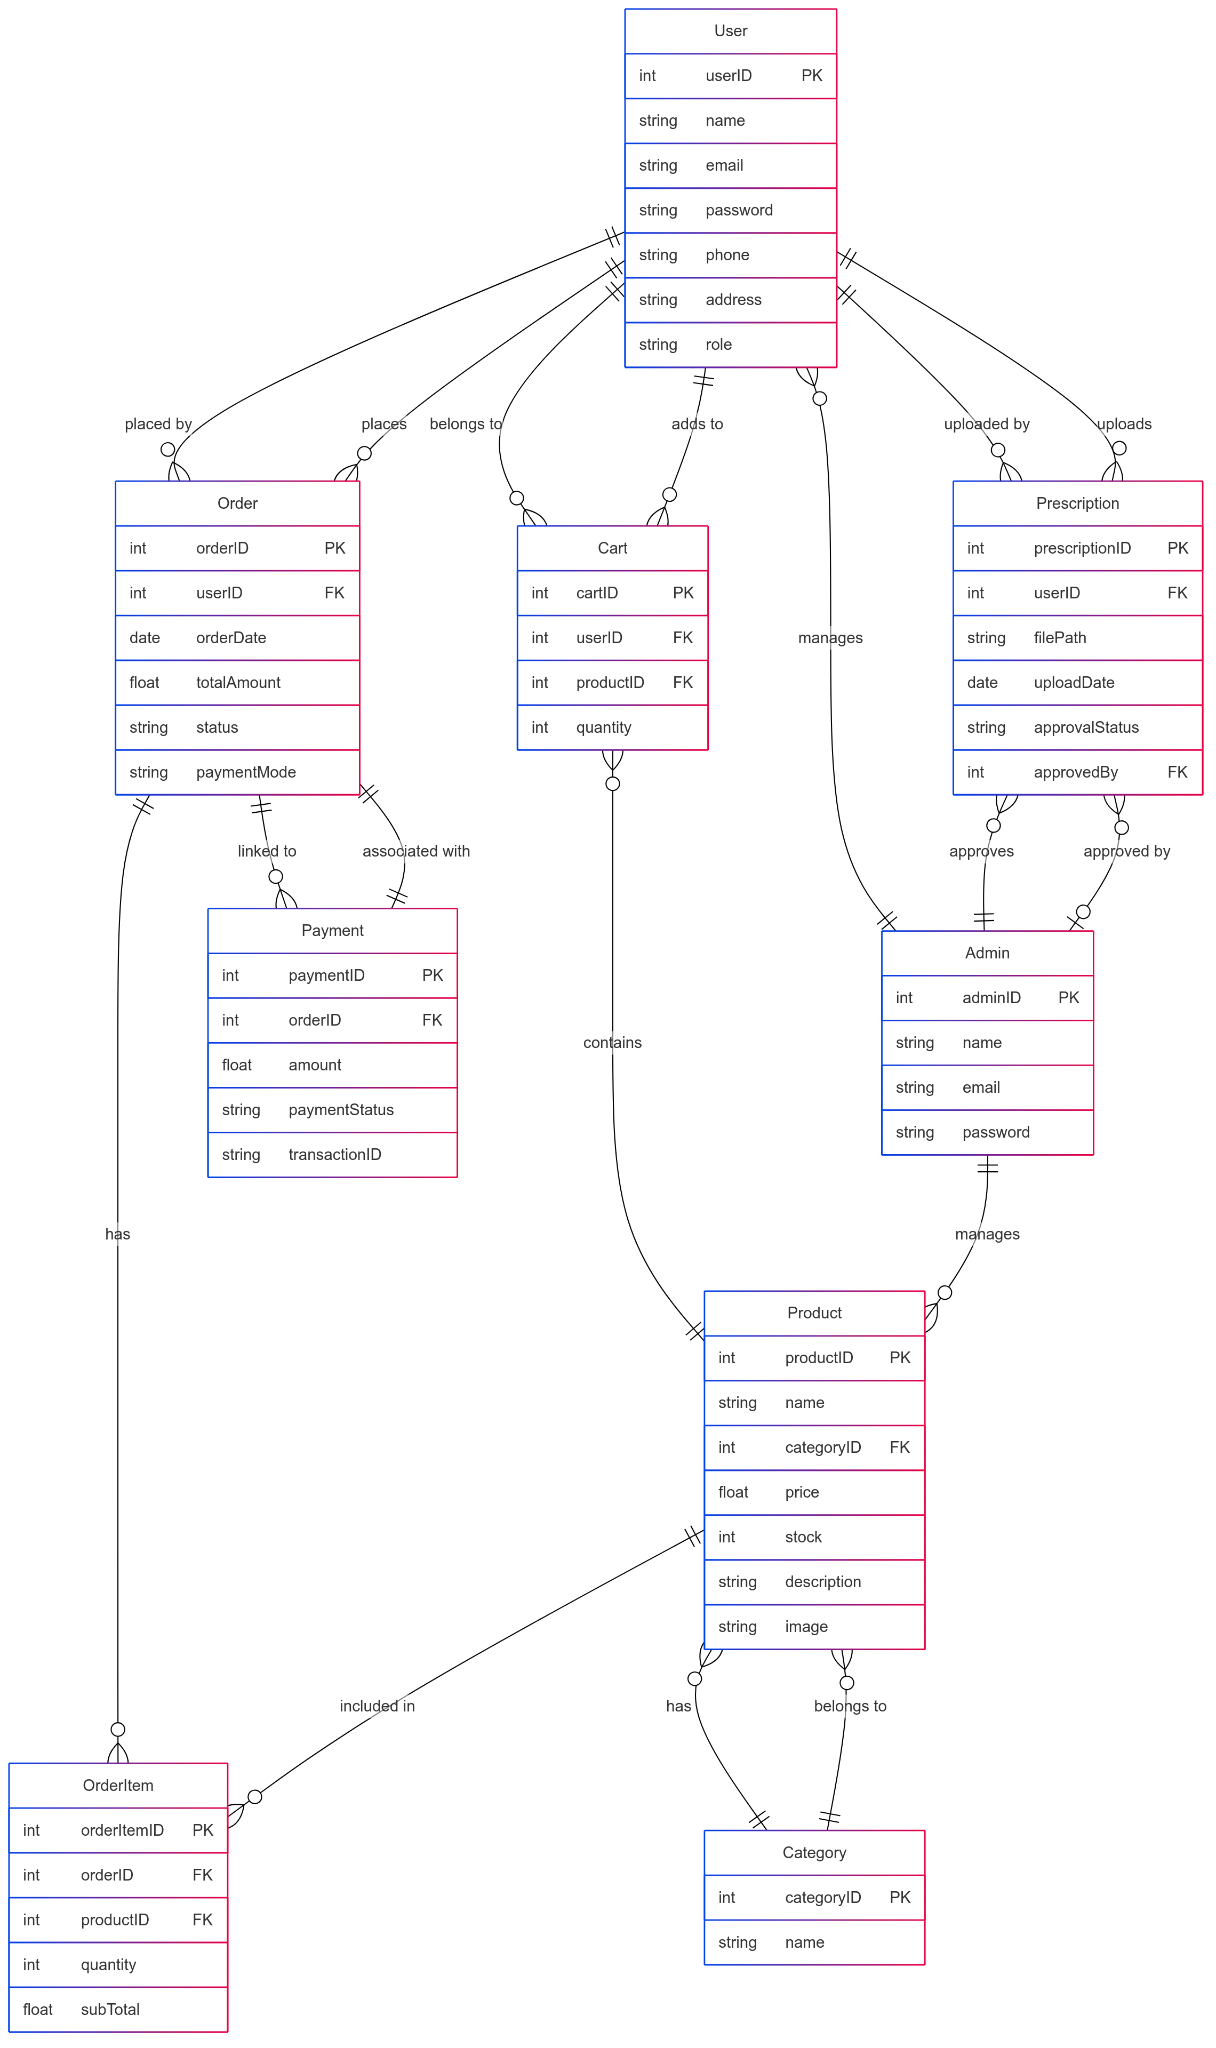 User
int userID PK
string name
string email
string password
string phone
string address
string role
placed by
places
belongs to
adds to
uploaded by
uploads
Order
int orderID PK
int userID FK
date orderDate
float totalAmount
string status
string paymentMode
Cart
int cartID PK
int userID FK
int productID FK
int quantity
manages
Prescription
int prescriptionID PK
int userID FK
string filePath
date uploadDate
string approvalStatus
int approvedBy FK
linked to
associated with
approves
approved by
Payment
int paymentID PK
int orderID FK
float amount
string paymentStatus
string transactionID
contains
Admin
int adminID PK
string name
string email
string password
has
manages
Product
int productID PK
string name
int categoryID FK
float price
int stock
string description
string image
included in
has
belongs to
OrderItem
int orderItemID PK
int orderID FK
int productID FK
int quantity
float subTotal
Category
int categoryID PK
string name